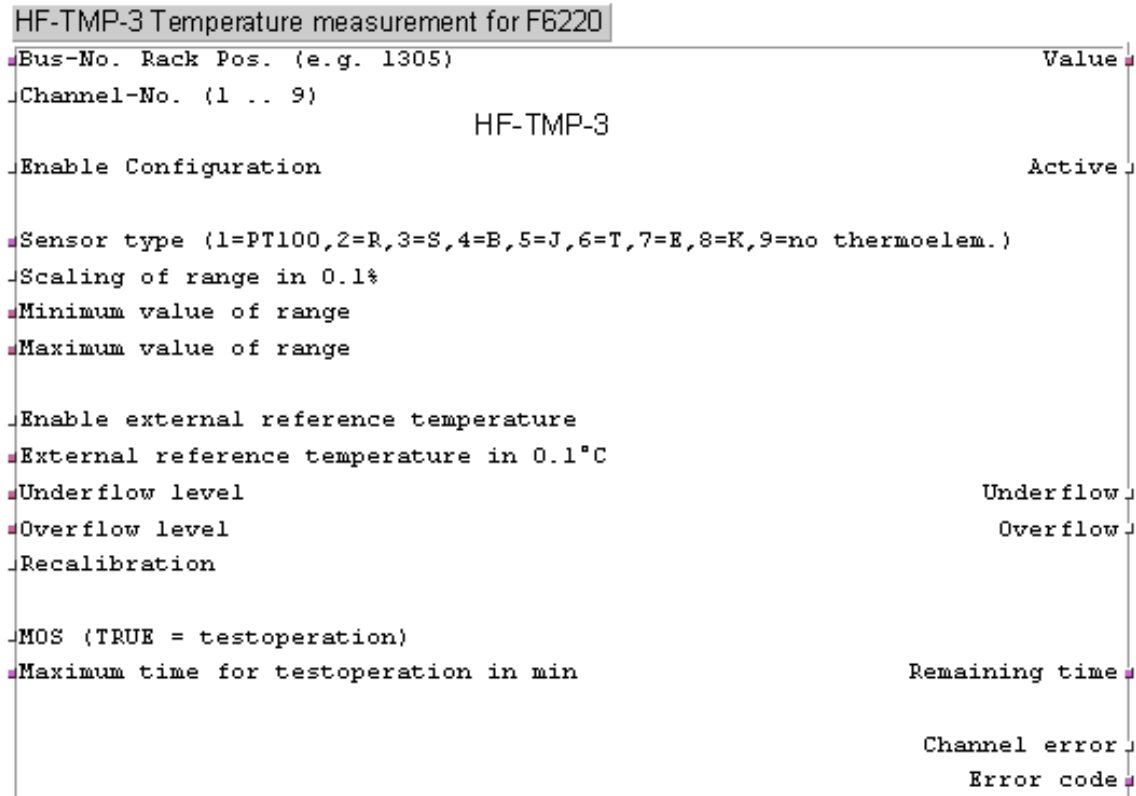 HF-TMP-3 Temperature measurement for F6220
Bus-No. Rack Pos. (e.g. 1305) Value
Channel-No. (1 .. 9)
HF-TMP-3
Enable Configuration Active
Sensor type (1=PT100,2=R,3=S,4=B,5=J,6=T,7=E,8=K,9=no thermoelem.)
Scaling of range in 0.1%
Minimum value of range
Maximum value of range
Enable external reference temperature
External reference temperature in 0.1°C
Underflow level Underflow
Overflow level Overflow
Recalibration
MOS (TRUE = testoperation)
Maximum time for testoperation in min Remaining time
Channel error
Error code